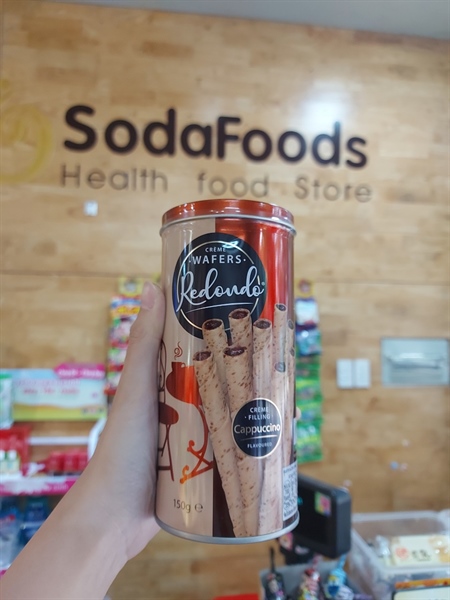 SodaFoods
Health food Store
CRÈME
·WAFERS·
Redondo®
CRÈME
·FILLING·
Cappuccino
FLAVOURED
150g ℮